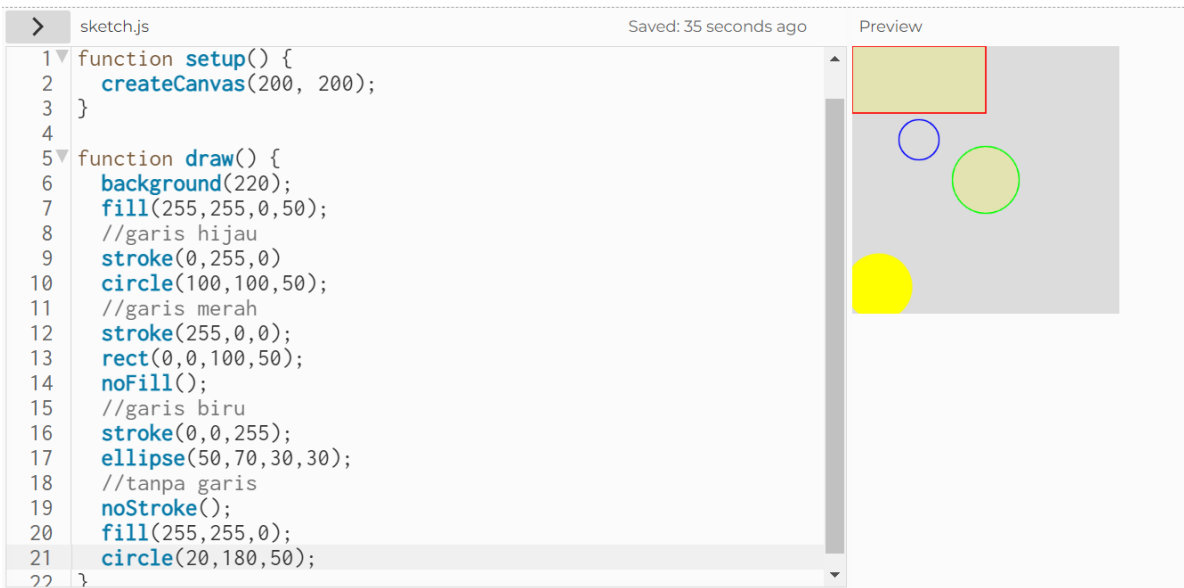 sketch.js Saved: 35 seconds ago Preview
1 function setup() {
2 createCanvas(200, 200);
3 }
4
5 function draw() {
6 background(220);
7 fill(255,255,0,50);
8 //garis hijau
9 stroke(0,255,0)
10 circle(100,100,50);
11 //garis merah
12 stroke(255,0,0);
13 rect(0,0,100,50);
14 noFill();
15 //garis biru
16 stroke(0,0,255);
17 ellipse(50,70,30,30);
18 //tanpa garis
19 noStroke();
20 fill(255,255,0);
21 circle(20,180,50);
22 }